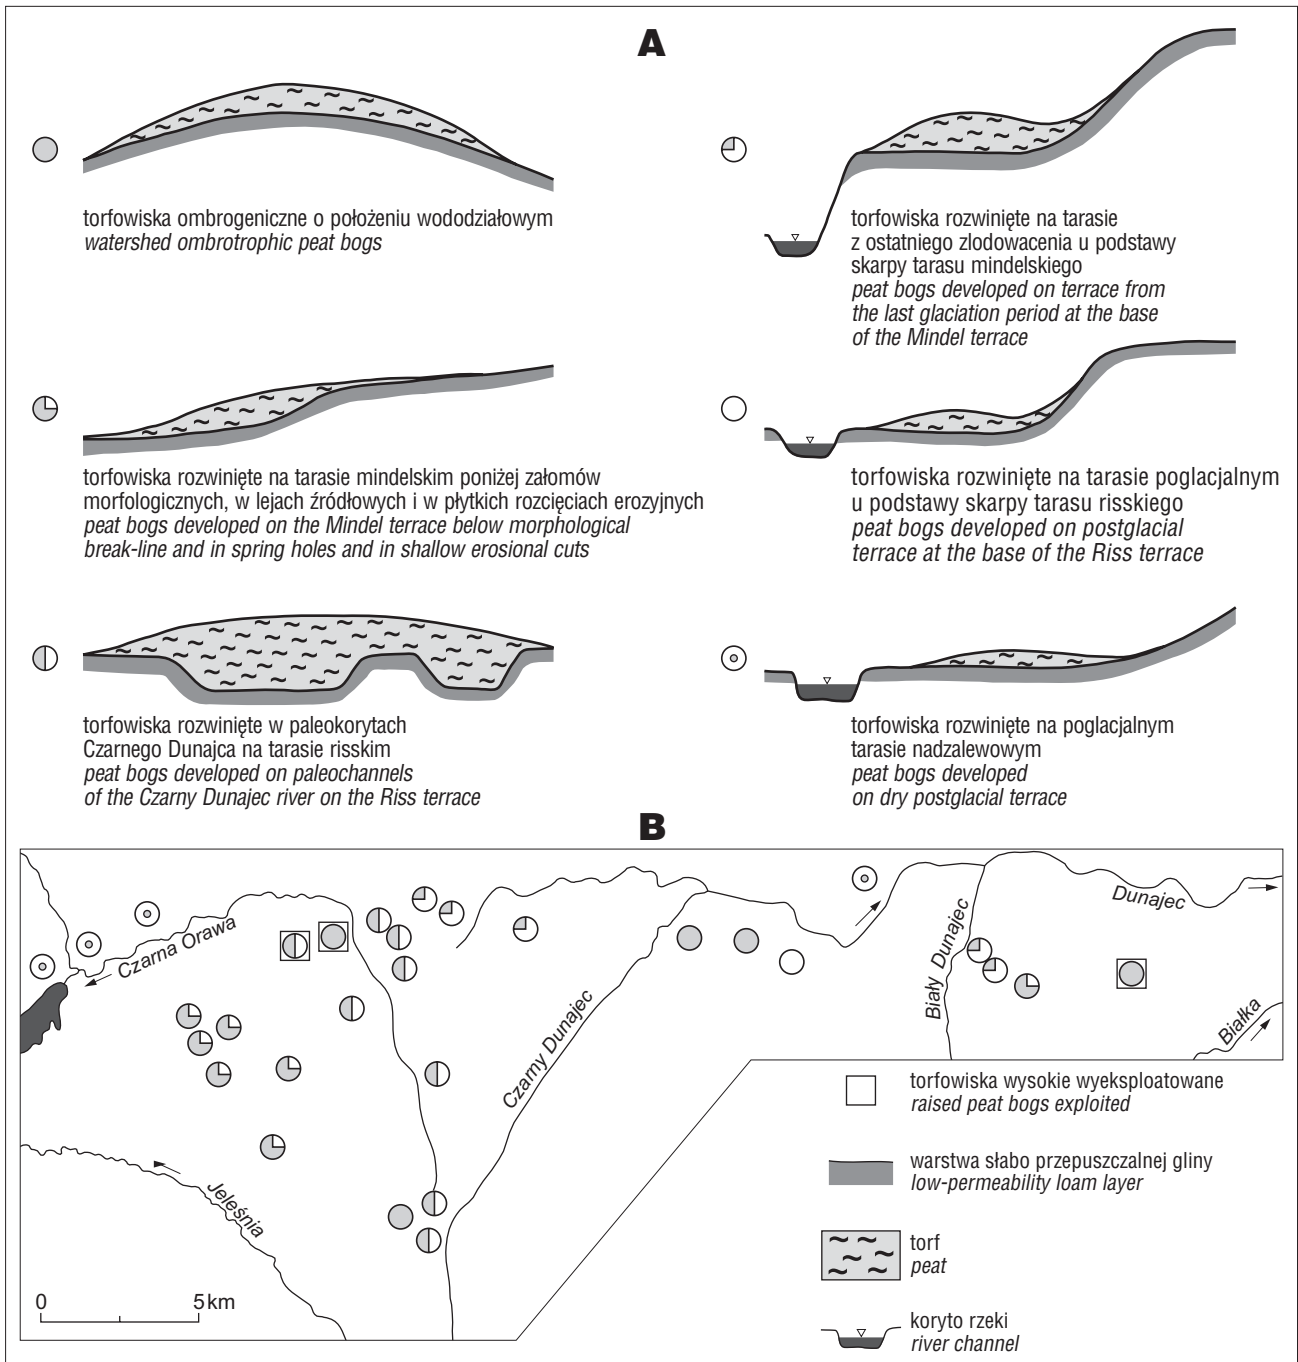 A
torfowiska ombrogeniczne o położeniu wododziałowym
watershed ombrotrophic peat bogs
torfowiska rozwinięte na tarasie
z ostatniego zlodowacenia u podstawy
skarpy tarasu mindelskiego
peat bogs developed on terrace from
the last glaciation period at the base
of the Mindel terrace
torfowiska rozwinięte na tarasie mindelskim poniżej załomów
morfologicznych, w lejach źródłowych i w płytkich rozcięciach erozyjnych
peat bogs developed on the Mindel terrace below morphological
break-line and in spring holes and in shallow erosional cuts
torfowiska rozwinięte na tarasie poglacjalnym
u podstawy skarpy tarasu risskiego
peat bogs developed on postglacial
terrace at the base of the Riss terrace
torfowiska rozwinięte w paleokorytach
Czarnego Dunajca na tarasie risskim
peat bogs developed on paleochannels
of the Czarny Dunajec river on the Riss terrace
torfowiska rozwinięte na poglacjalnym
tarasie nadzalewowym
peat bogs developed
on dry postglacial terrace
B
Czarna Orawa
Czarny Dunajec
Biały Dunajec
Dunajec
Białka
Jeleśnia
0 5 km
torfowiska wysokie wyeksploatowane
raised peat bogs exploited
warstwa słabo przepuszczalnej gliny
low-permeability loam layer
torf
peat
koryto rzeki
river channel